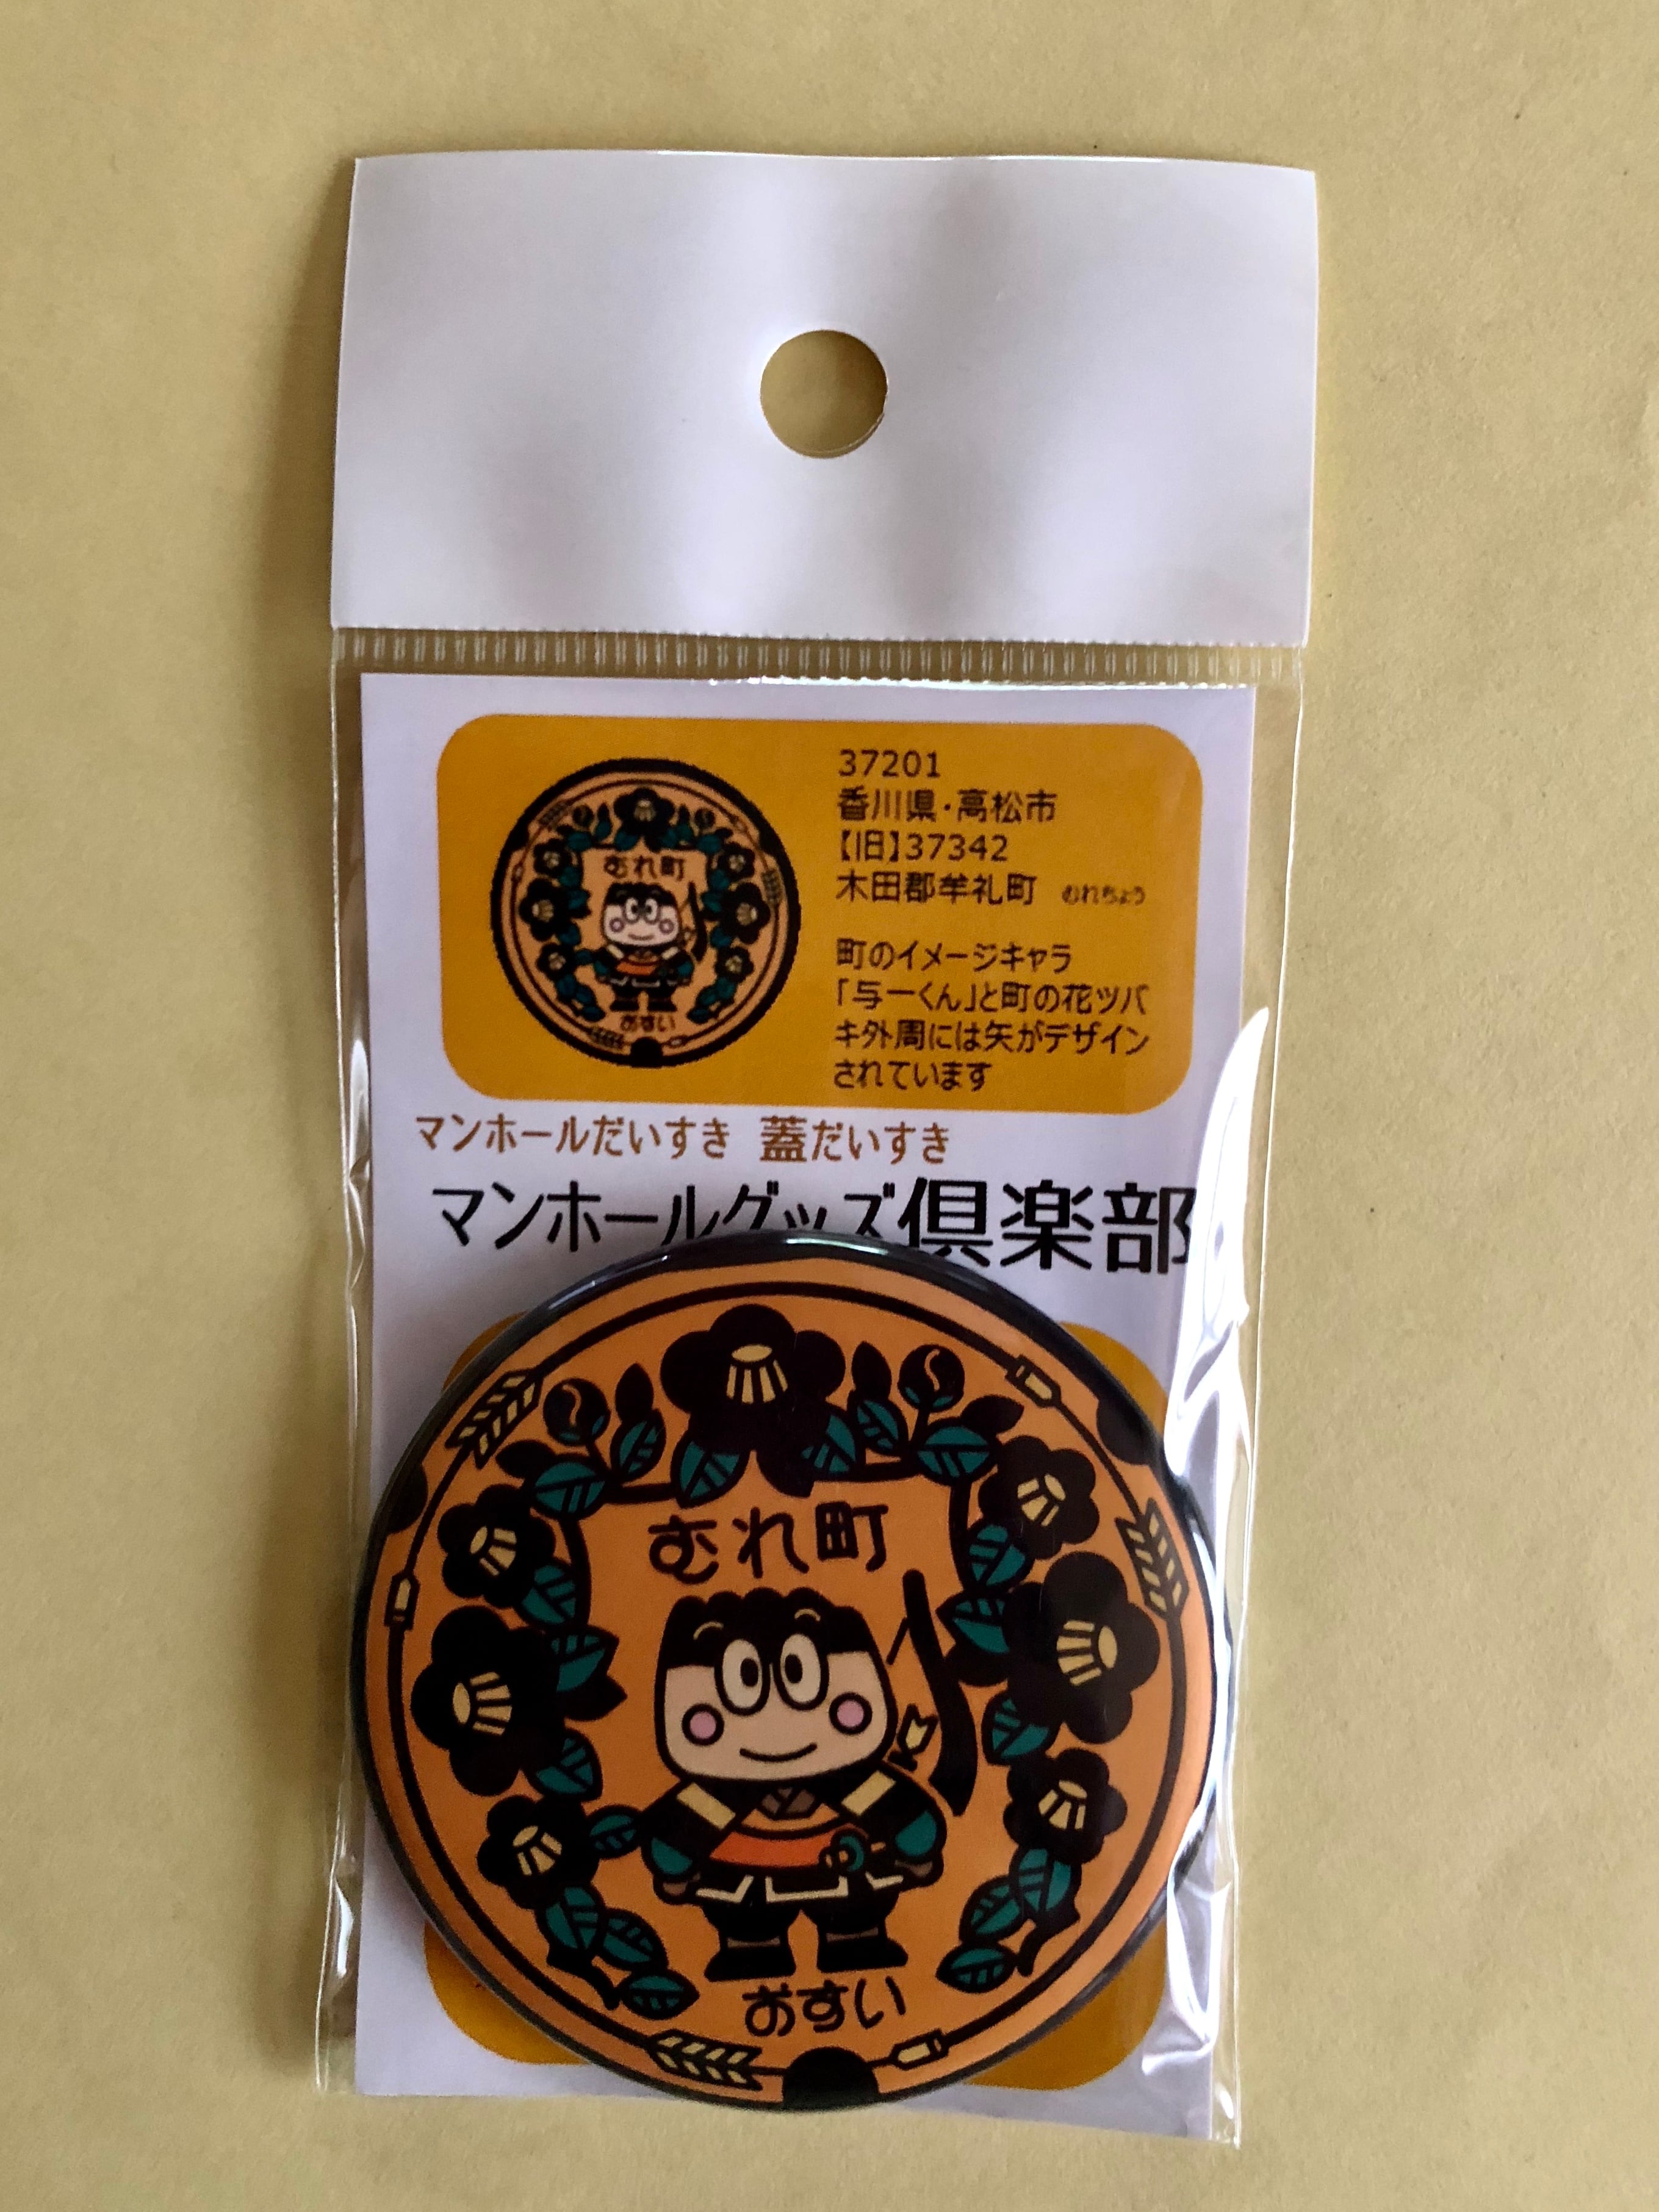 37201
香川県・高松市
【旧】37342
木田郡牟礼町 むれちょう
町のイメージキャラ
「与一くん」と町の花ツバ
キ外周には矢がデザイン
されています
むれ町
おすい
マンホールだいすき 蓋だいすき
マンホールグッズ倶楽部
むれ町
おすい